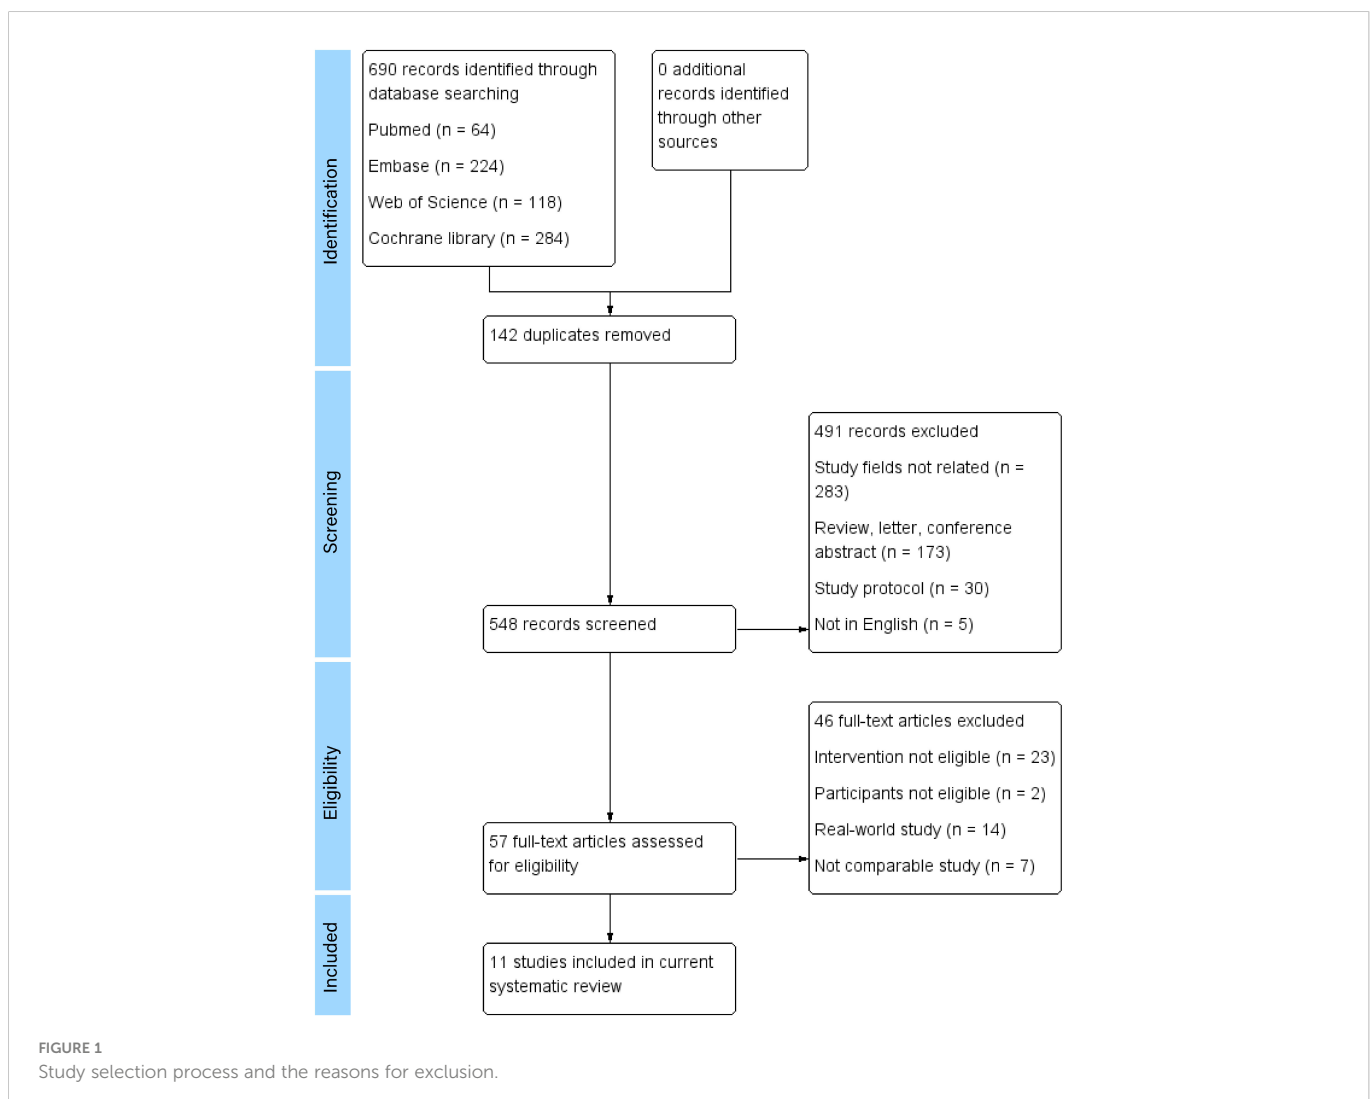 Identification
690 records identified through
database searching
Pubmed (n = 64)
Embase (n = 224)
Web of Science (n = 118)
Cochrane library (n = 284)
0 additional
records identified
through other
sources
142 duplicates removed
Screening
491 records excluded
Study fields not related (n =
283)
Review, letter, conference
abstract (n = 173)
Study protocol (n = 30)
Not in English (n = 5)
548 records screened
Eligibility
46 full-text articles excluded
Intervention not eligible (n = 23)
Participants not eligible (n = 2)
Real-world study (n = 14)
Not comparable study (n = 7)
57 full-text articles assessed
for eligibility
Included
11 studies included in current
systematic review
FIGURE 1
Study selection process and the reasons for exclusion.